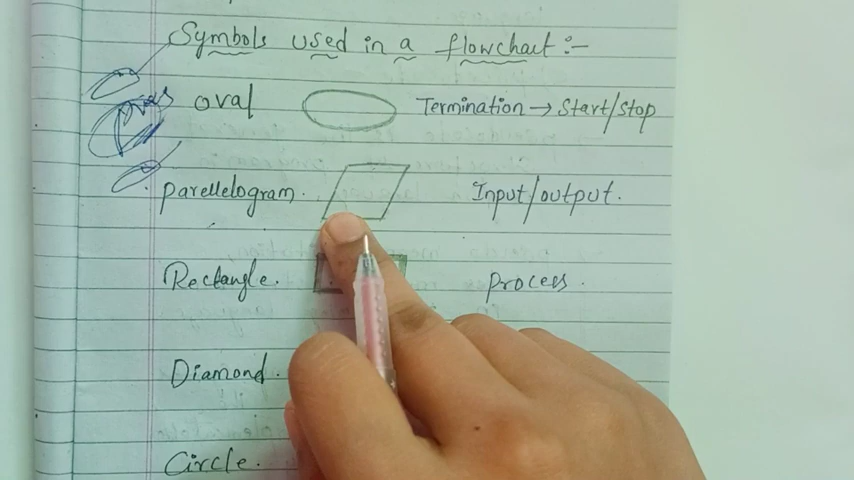 Symbols used in a flowchart :-
oval Termination → Start/Stop
parellelogram. Input/output.
Rectangle. process.
Diamond.
Circle.